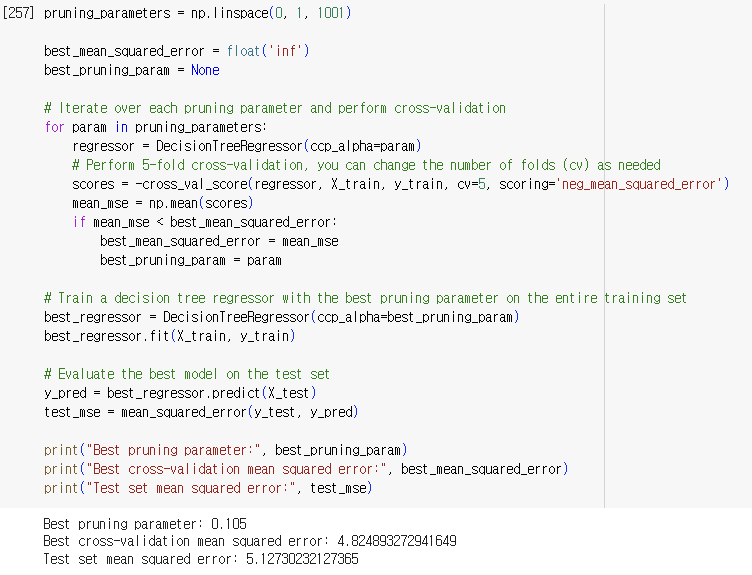 [257] pruning_parameters = np.linspace(0, 1, 1001)
best_mean_squared_error = float('inf')
best_pruning_param = None
# Iterate over each pruning parameter and perform cross-validation
for param in pruning_parameters:
    regressor = DecisionTreeRegressor(ccp_alpha=param)
    # Perform 5-fold cross-validation, you can change the number of folds (cv) as needed
    scores = -cross_val_score(regressor, X_train, y_train, cv=5, scoring='neg_mean_squared_error')
    mean_mse = np.mean(scores)
    if mean_mse < best_mean_squared_error:
        best_mean_squared_error = mean_mse
        best_pruning_param = param
# Train a decision tree regressor with the best pruning parameter on the entire training set
best_regressor = DecisionTreeRegressor(ccp_alpha=best_pruning_param)
best_regressor.fit(X_train, y_train)
# Evaluate the best model on the test set
y_pred = best_regressor.predict(X_test)
test_mse = mean_squared_error(y_test, y_pred)
print("Best pruning parameter:", best_pruning_param)
print("Best cross-validation mean squared error:", best_mean_squared_error)
print("Test set mean squared error:", test_mse)
Best pruning parameter: 0.105
Best cross-validation mean squared error: 4.824893272941649
Test set mean squared error: 5.12730232127365